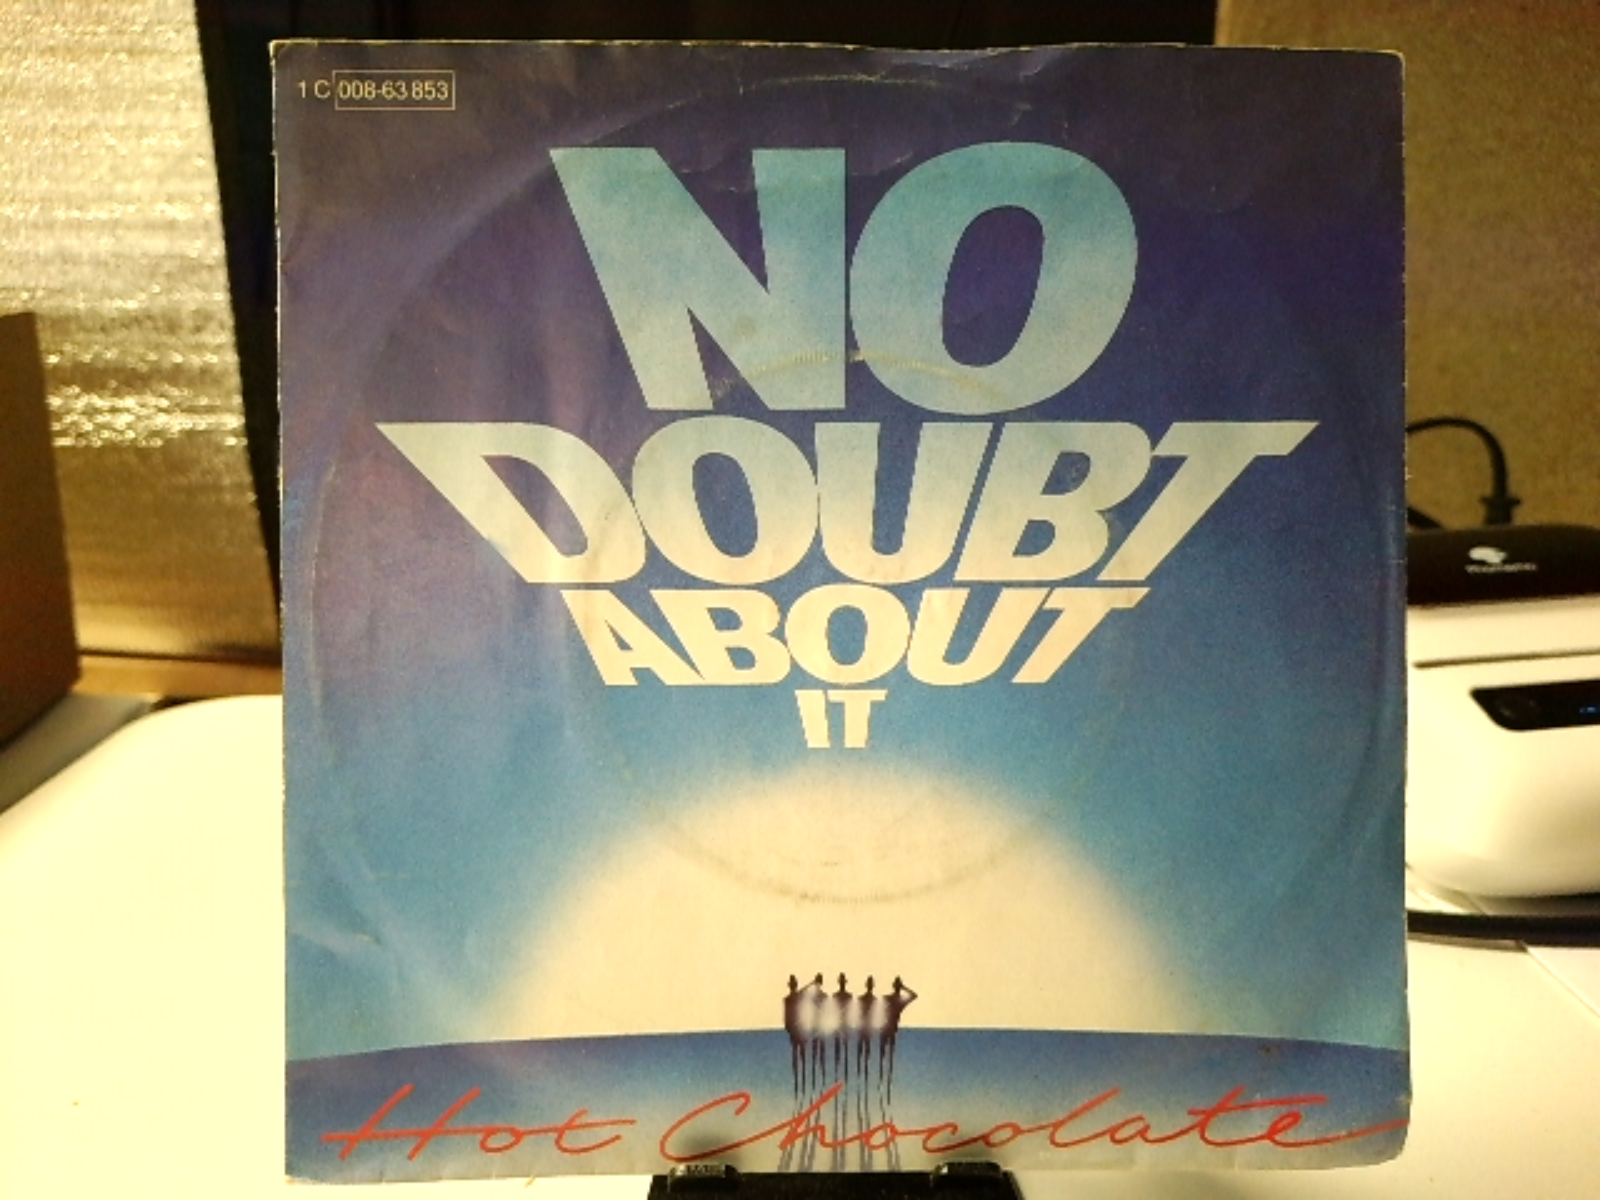 1 C 008-63 853
NO
DOUBT
ABOUT
IT
Hot Chocolate